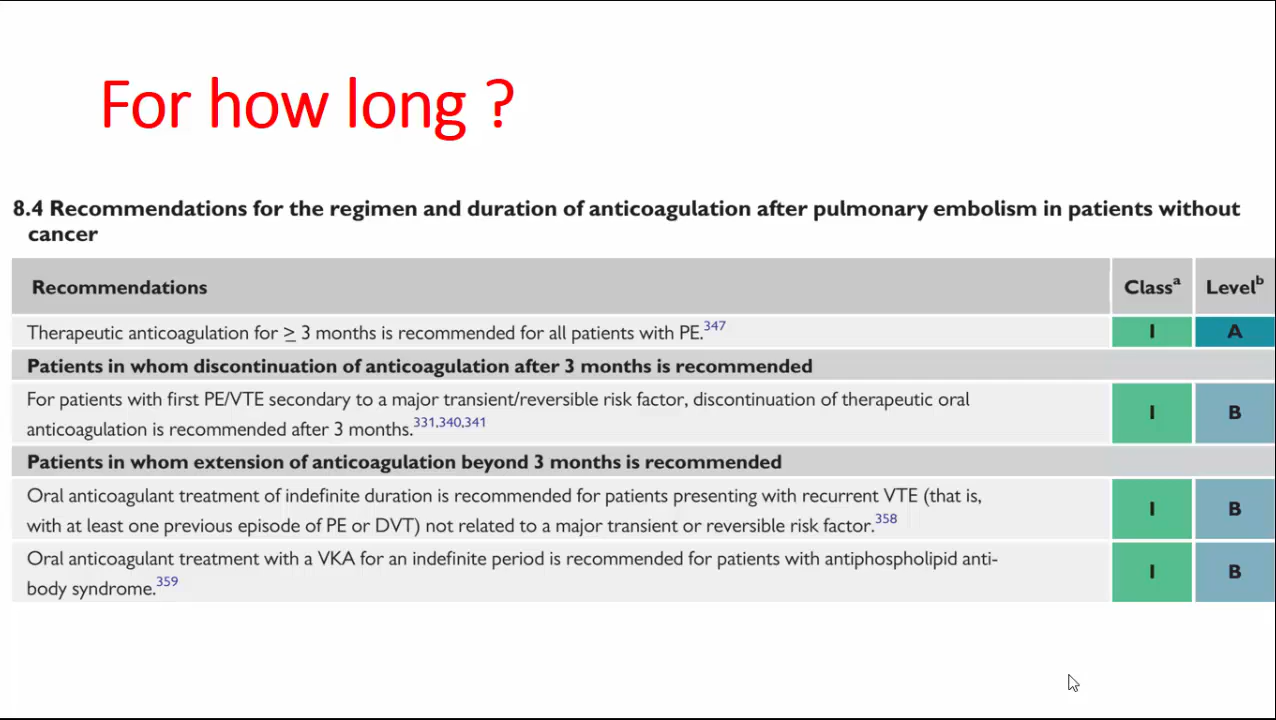 For how long ?
8.4 Recommendations for the regimen and duration of anticoagulation after pulmonary embolism in patients without
cancer
Recommendations Classᵃ Levelᵇ
Therapeutic anticoagulation for ≥ 3 months is recommended for all patients with PE.347 I A
Patients in whom discontinuation of anticoagulation after 3 months is recommended
For patients with first PE/VTE secondary to a major transient/reversible risk factor, discontinuation of therapeutic oral
anticoagulation is recommended after 3 months.331,340,341 I B
Patients in whom extension of anticoagulation beyond 3 months is recommended
Oral anticoagulant treatment of indefinite duration is recommended for patients presenting with recurrent VTE (that is,
with at least one previous episode of PE or DVT) not related to a major transient or reversible risk factor.358 I B
Oral anticoagulant treatment with a VKA for an indefinite period is recommended for patients with antiphospholipid anti-
body syndrome.359 I B